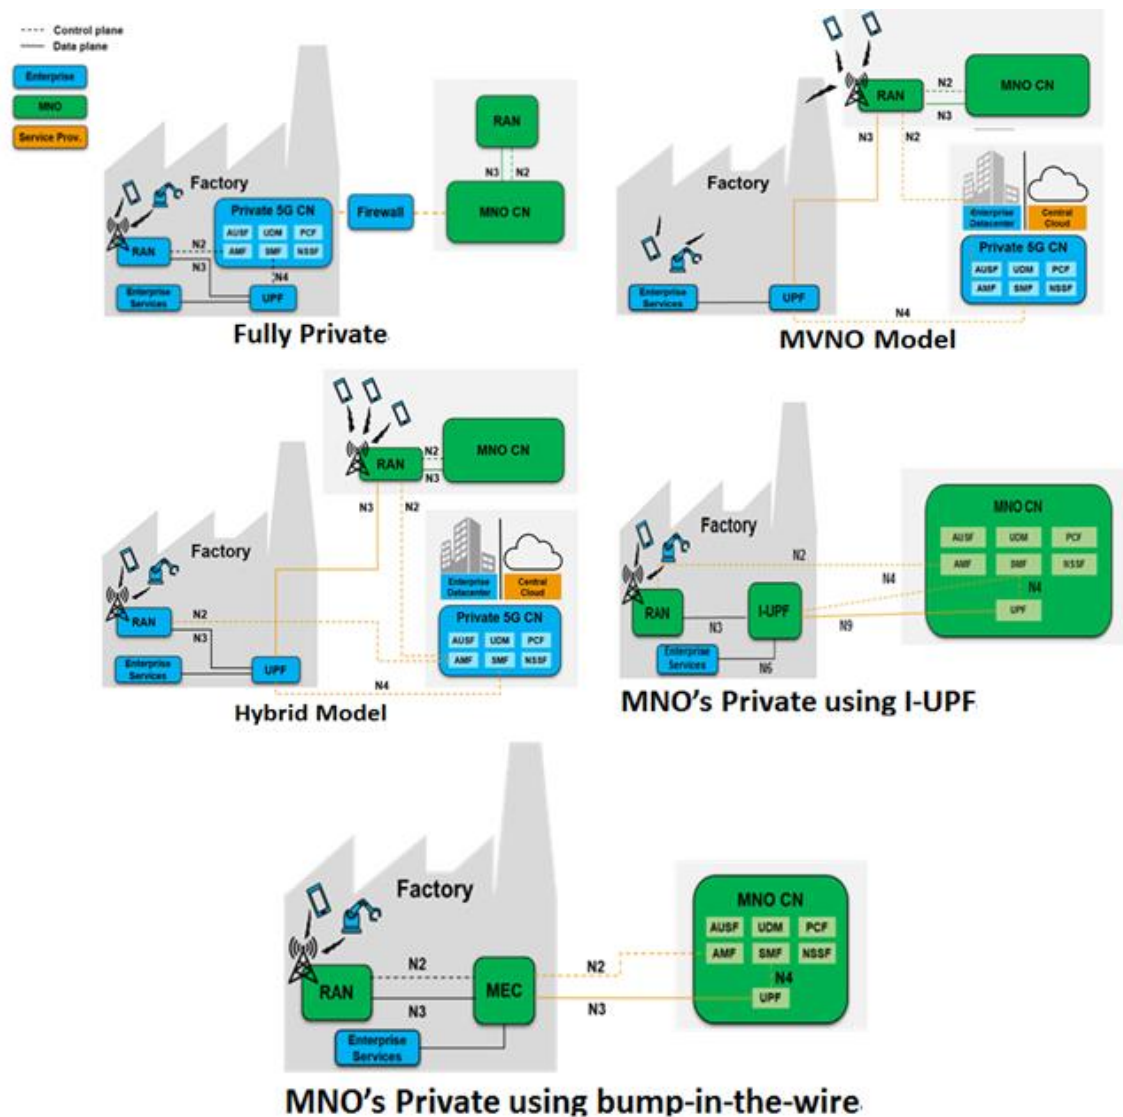 Control plane
Data plane
Enterprise
MNO
Service Prov.
Factory
Private 5G CN
AUSF UDM PCF
AMF SMF NSSF
RAN
N2
N3
N4
Enterprise
Services
UPF
Firewall
RAN
N3 N2
MNO CN
Fully Private
RAN
N2
N3
MNO CN
N3 N2
Factory
Enterprise
Datacenter
Central
Cloud
Private 5G CN
AUSF UDM PCF
AMF SMF NSSF
Enterprise
Services
UPF
N4
MVNO Model
RAN
N2
N3
MNO CN
N3 N2
Factory
Enterprise
Datacenter
Central
Cloud
RAN
N2
N3
Private 5G CN
AUSF UDM PCF
AMF SMF NSSF
Enterprise
Services
UPF
N4
Hybrid Model
Factory
MNO CN
AUSF UDM PCF
AMF SMF NSSF
N2
N4
N4
UPF
RAN
N3
I-UPF
N9
Enterprise
Services
N6
MNO's Private using I-UPF
Factory
MNO CN
AUSF UDM PCF
AMF SMF NSSF
N4
UPF
RAN
N2
N3
MEC
N2
N3
Enterprise
Services
MNO's Private using bump-in-the-wire